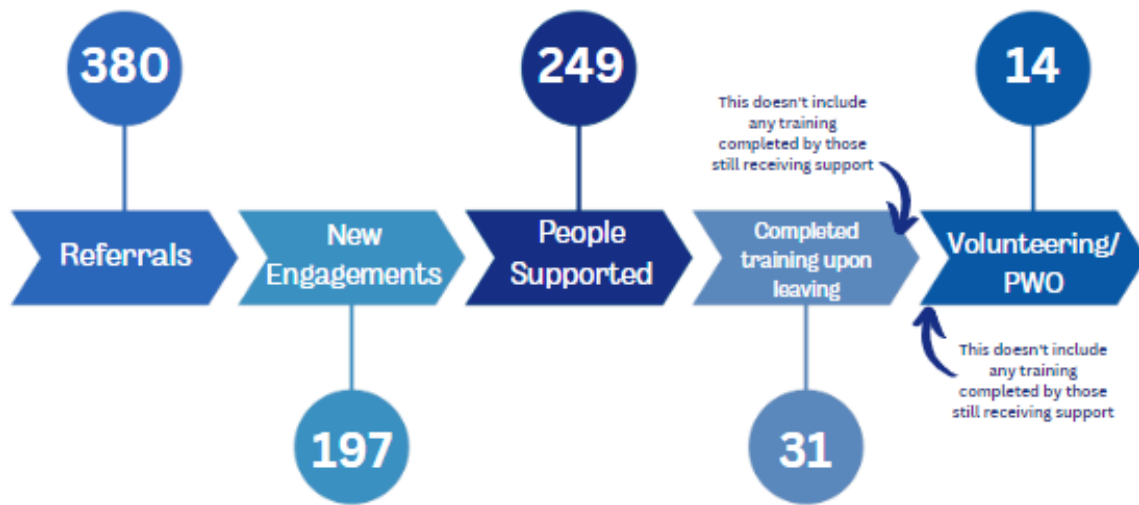 380
249
14
This doesn't include
any training
completed by those
still receiving support
Referrals
New
Engagements
People
Supported
Completed
training upon
leaving
Volunteering/
PWO
This doesn't include
any training
completed by those
still receiving support
197
31